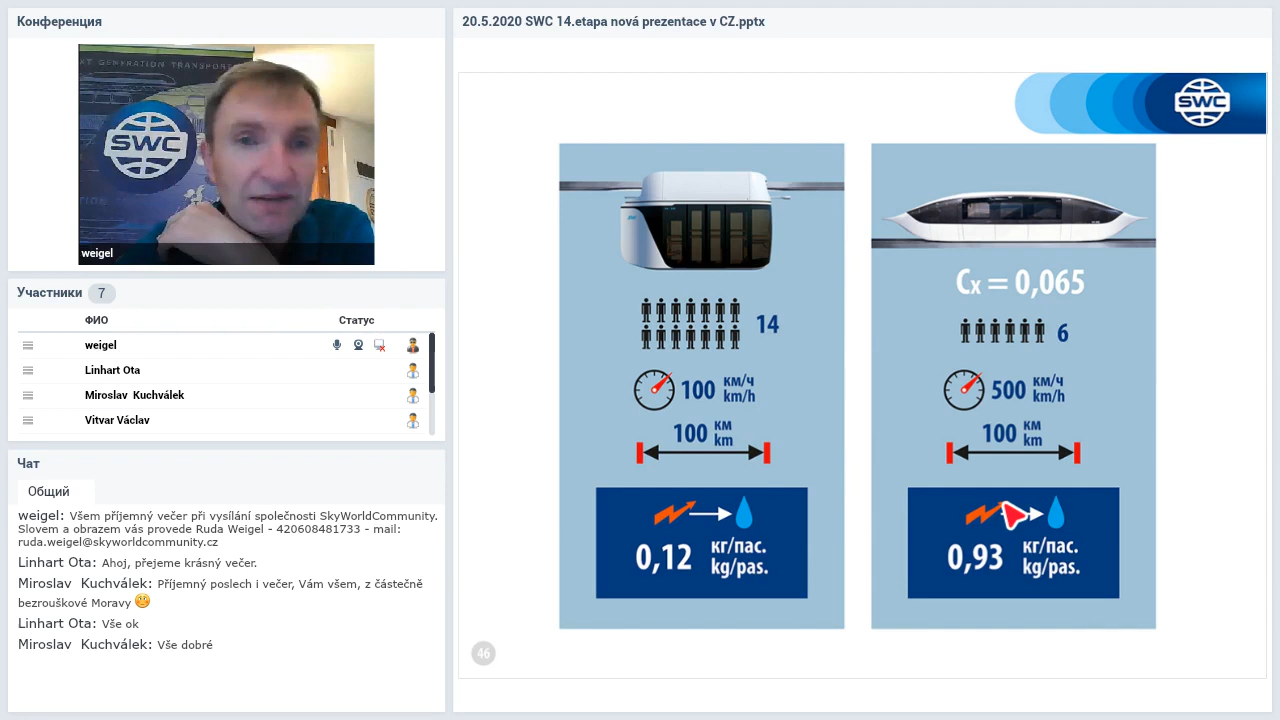 Конференция
NEXT GENERATION TRANSPORT
SWC
weigel
Участники 7
ФИО Статус
weigel
Linhart Ota
Miroslav Kuchválek
Vitvar Václav
Чат
Общий
weigel: Všem příjemný večer při vysílání společnosti SkyWorldCommunity.
Slovem a obrazem vás provede Ruda Weigel - 420608481733 - mail:
ruda.weigel@skyworldcommunity.cz
Linhart Ota: Ahoj, přejeme krásný večer.
Miroslav Kuchválek: Příjemný poslech i večer, Vám všem, z částečně
bezrouškové Moravy
Linhart Ota: Vše ok
Miroslav Kuchválek: Vše dobré
20.5.2020 SWC 14.etapa nová prezentace v CZ.pptx
SWC
14
100 км/ч
km/h
100 км
km
0,12 кг/пас.
kg/pas.
Cx = 0,065
6
500 км/ч
km/h
100 км
km
0,93 кг/пас.
kg/pas.
46